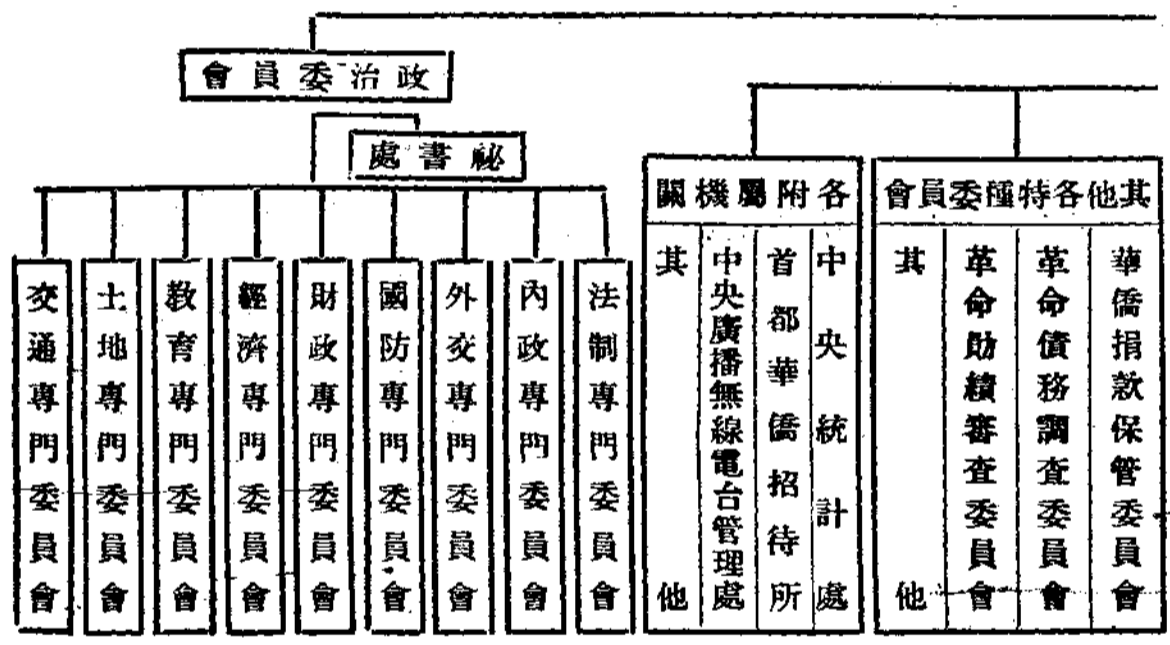 政治委員會
祕書處
其他各特種委員會
華僑捐款保管委員會
革命債務調查委員會
革命勛績審查委員會
其他
各附屬機關
中央統計處
首都華僑招待所
中央廣播無線電台管理處
其他
法制專門委員會
內政專門委員會
外交專門委員會
國防專門委員會
財政專門委員會
經濟專門委員會
教育專門委員會
土地專門委員會
交通專門委員會